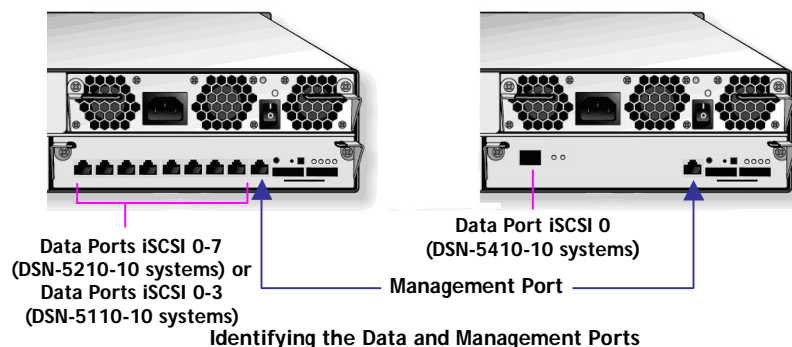 Data Ports iSCSI 0-7
(DSN-5210-10 systems) or
Data Ports iSCSI 0-3
(DSN-5110-10 systems)
Data Port iSCSI 0
(DSN-5410-10 systems)
Management Port
Identifying the Data and Management Ports